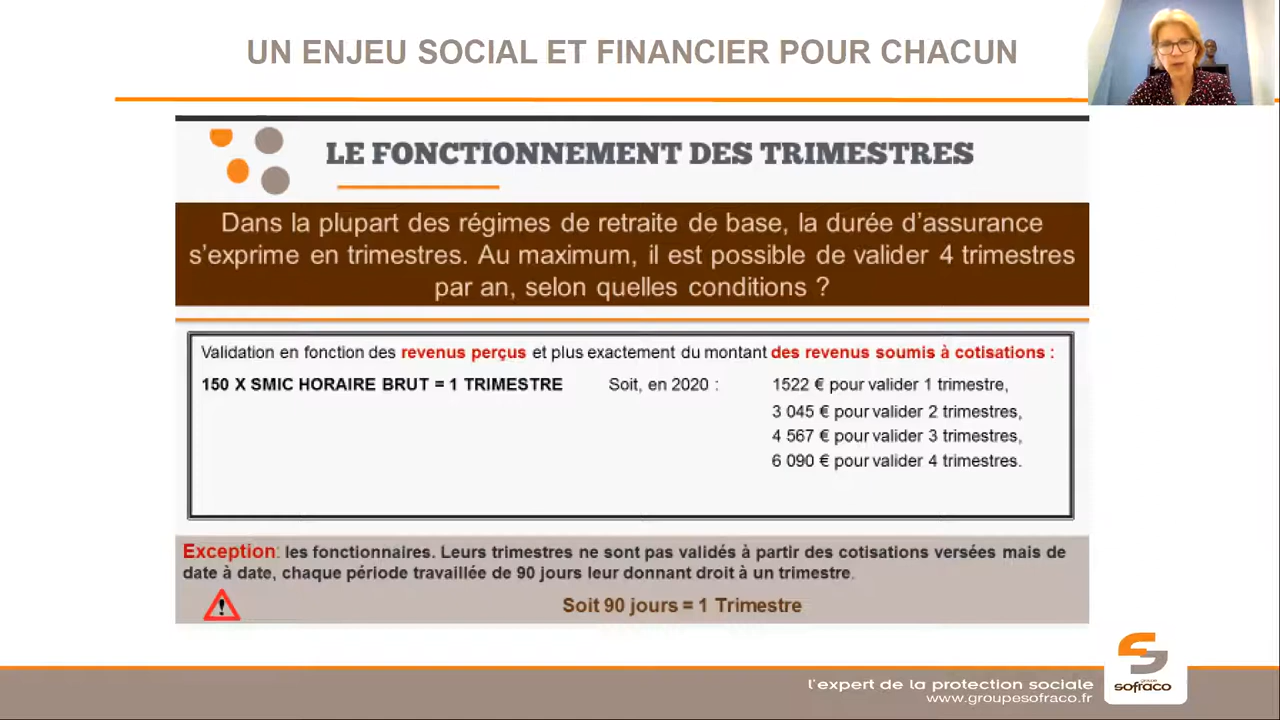 UN ENJEU SOCIAL ET FINANCIER POUR CHACUN
LE FONCTIONNEMENT DES TRIMESTRES
Dans la plupart des régimes de retraite de base, la durée d’assurance
s’exprime en trimestres. Au maximum, il est possible de valider 4 trimestres
par an, selon quelles conditions ?
Validation en fonction des revenus perçus et plus exactement du montant des revenus soumis à cotisations :
150 X SMIC HORAIRE BRUT = 1 TRIMESTRE Soit, en 2020 : 1522 € pour valider 1 trimestre,
3 045 € pour valider 2 trimestres,
4 567 € pour valider 3 trimestres,
6 090 € pour valider 4 trimestres.
Exception: les fonctionnaires. Leurs trimestres ne sont pas validés à partir des cotisations versées mais de
date à date, chaque période travaillée de 90 jours leur donnant droit à un trimestre.
Soit 90 jours = 1 Trimestre
l'expert de la protection sociale
www.groupesofraco.fr
groupe
sofraco